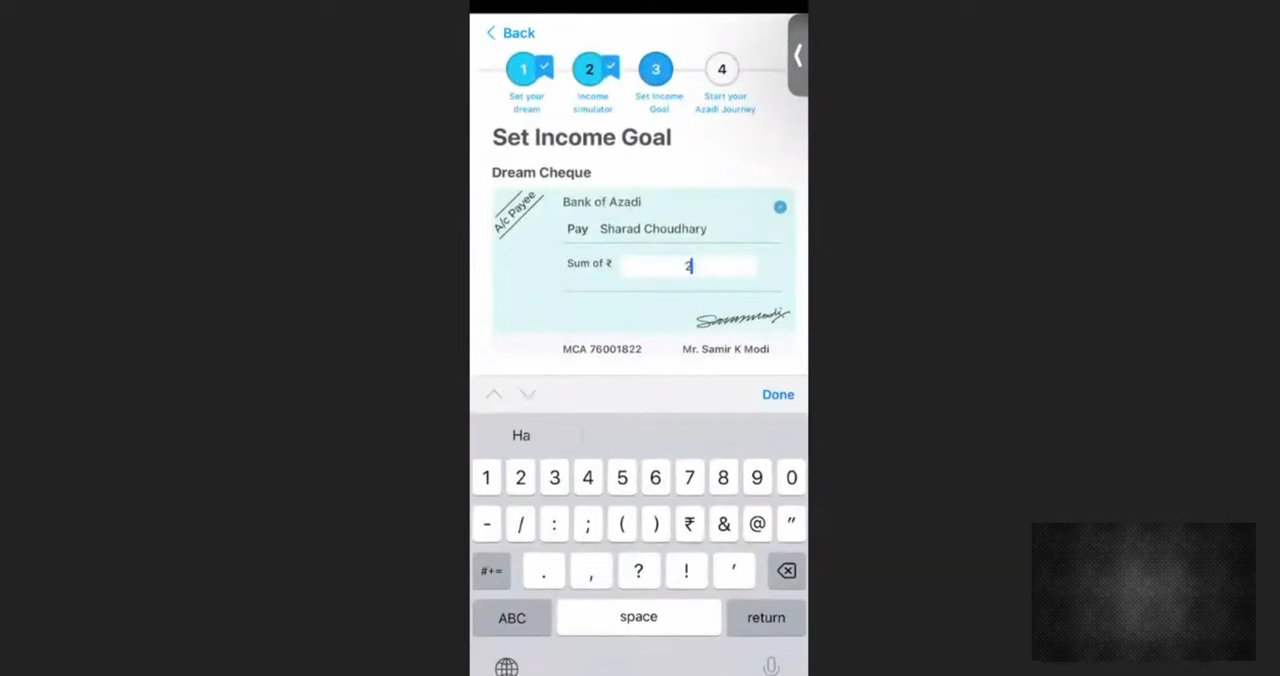 Back
1 2 3 4
Set your dream
Income simulator
Set Income Goal
Start your Azadi Journey
Set Income Goal
Dream Cheque
A/c Payee
Bank of Azadi
Pay Sharad Choudhary
Sum of ₹ 2
MCA 76001822 Mr. Samir K Modi
Done
Ha
1 2 3 4 5 6 7 8 9 0
- / : ; ( ) ₹ & @ "
#+= . , ? ! '
ABC space return